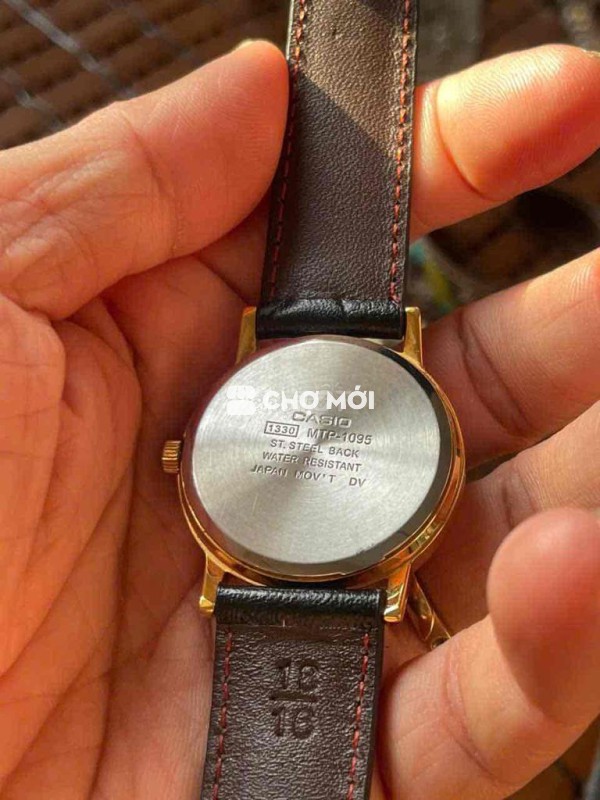 CHỢ MỚI
CASIO
1330 MTP-1095
ST. STEEL BACK
WATER RESISTANT
JAPAN MOV'T DV
18
16